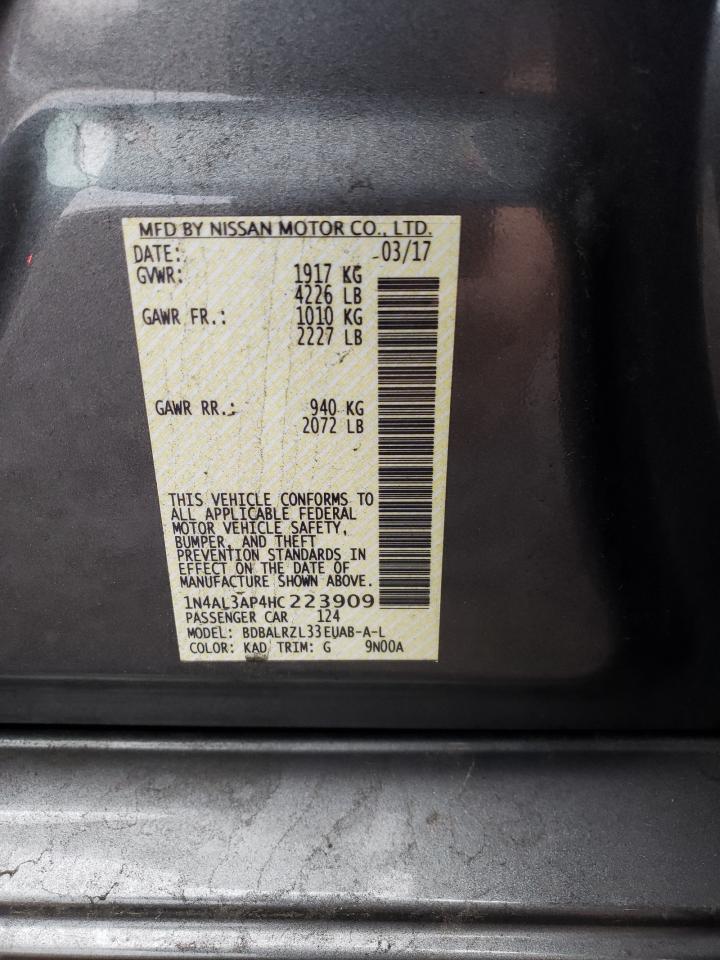 MFD BY NISSAN MOTOR CO., LTD.
DATE: 03/17
GVWR: 1917 KG
4226 LB
GAWR FR.: 1010 KG
2227 LB
GAWR RR.: 940 KG
2072 LB
THIS VEHICLE CONFORMS TO
ALL APPLICABLE FEDERAL
MOTOR VEHICLE SAFETY,
BUMPER, AND THEFT
PREVENTION STANDARDS IN
EFFECT ON THE DATE OF
MANUFACTURE SHOWN ABOVE.
1N4AL3AP4HC223909
PASSENGER CAR 124
MODEL: BDBALRZL33EUAB-A-L
COLOR: KAD TRIM: G 9N00A